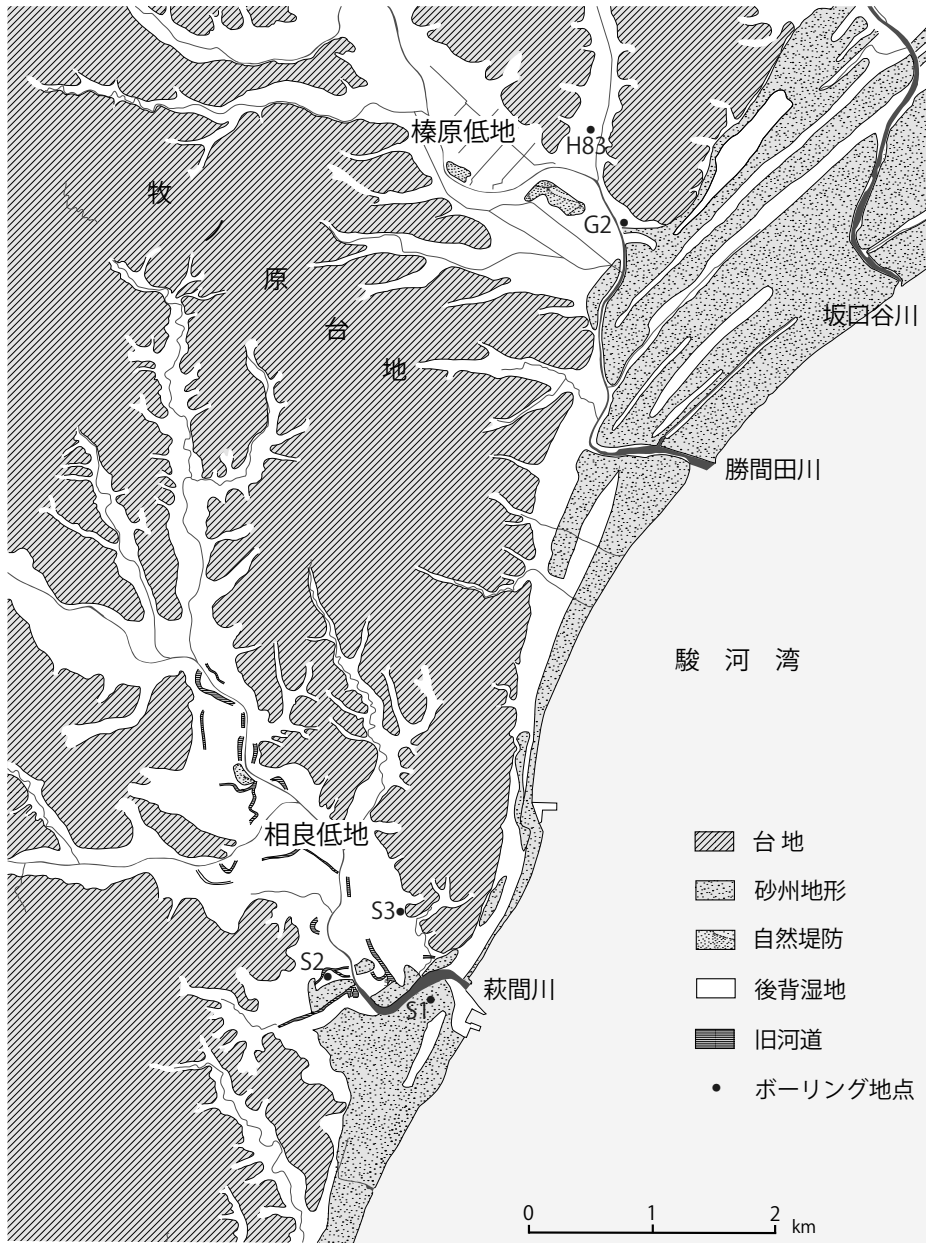 榛原低地
H83
牧ノ原台地
G2
坂口谷川
勝間田川
駿河湾
相良低地
S3
S2
S1
萩間川
台地
砂州地形
自然堤防
後背湿地
旧河道
ボーリング地点
0 1 2
km